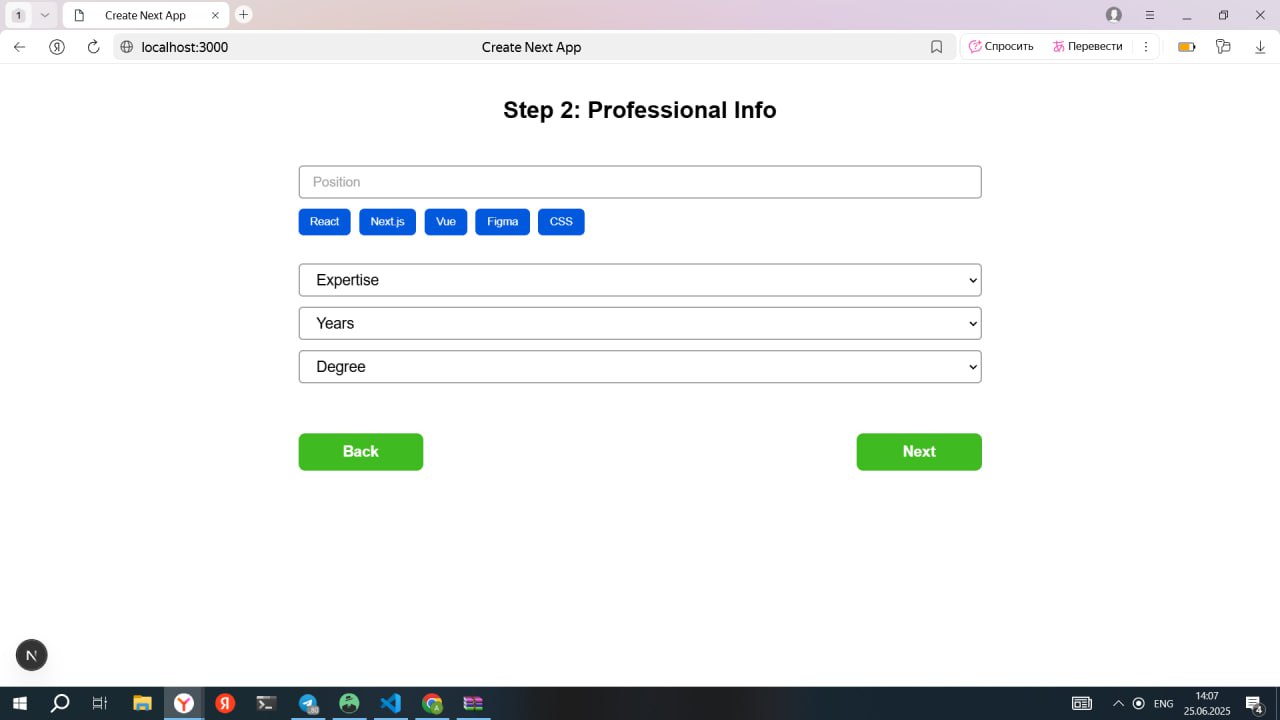 1
Create Next App
localhost:3000
Create Next App
Спросить
Перевести
Step 2: Professional Info
Position
React Next.js Vue Figma CSS
Expertise
Years
Degree
Back Next
N
ENG
14:07
25.06.2025
4